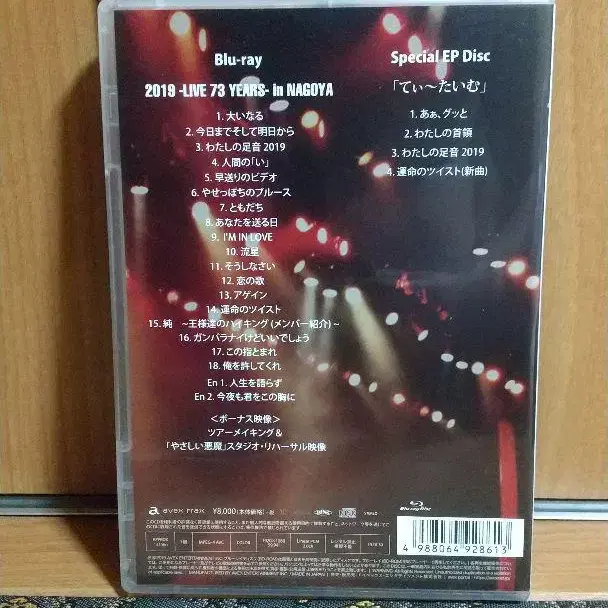 Blu-ray
2019 -LIVE 73 YEARS- in NAGOYA
1. 大いなる
2. 今日までそして明日から
3. わたしの足音 2019
4. 人間の「い」
5. 早送りのビデオ
6. やせっぽちのブルース
7. ともだち
8. あなたを送る日
9. I'M IN LOVE
10. 流星
11. そうしなさい
12. 恋の歌
13. アゲイン
14. 運命のツイスト
15. 純 ~王様達のハイキング (メンバー紹介) ~
16. ガンバラナイけどいいでしょう
17. この指とまれ
18. 俺を許してくれ
En 1. 人生を語らず
En 2. 今夜も君をこの胸に
<ボーナス映像>
ツアーメイキング&
「やさしい悪魔」スタジオ・リハーサル映像
Special EP Disc
「てぃ〜たいむ」
1. あぁ、グッと
2. わたしの首領
3. わたしの足音 2019
4. 運命のツイスト(新曲)
avex trax
¥8,000(本体価格)+税
Blu-ray Disc
4 988064 928613